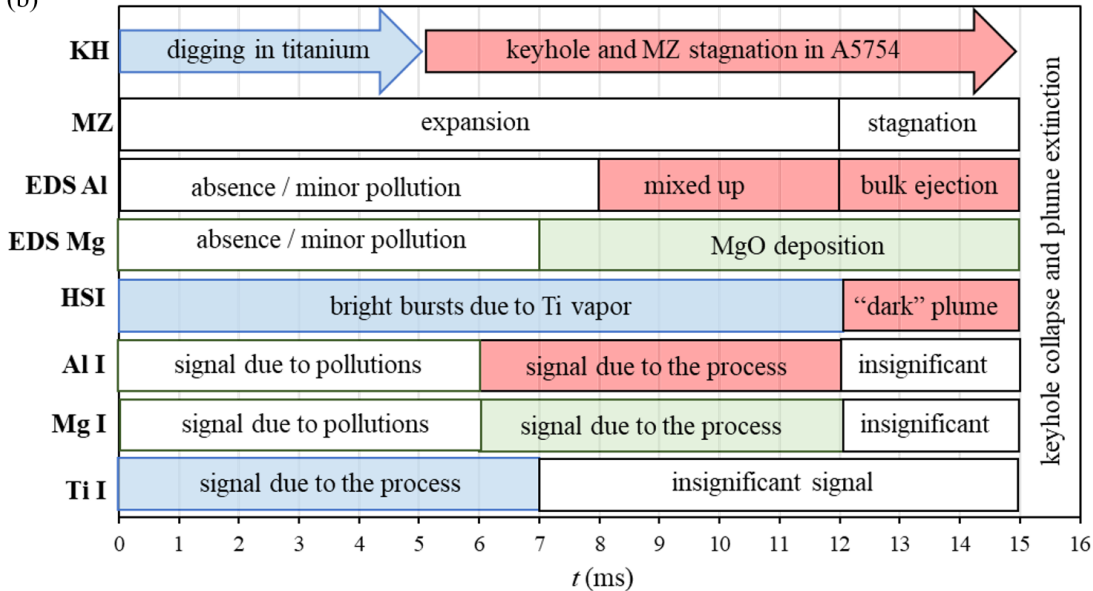 (b)
KH digging in titanium keyhole and MZ stagnation in A5754
MZ expansion stagnation
EDS Al absence / minor pollution mixed up bulk ejection
EDS Mg absence / minor pollution MgO deposition
HSI bright bursts due to Ti vapor “dark” plume
Al I signal due to pollutions signal due to the process insignificant
Mg I signal due to pollutions signal due to the process insignificant
Ti I signal due to the process insignificant signal
keyhole collapse and plume extinction
0 1 2 3 4 5 6 7 8 9 10 11 12 13 14 15 16
t (ms)